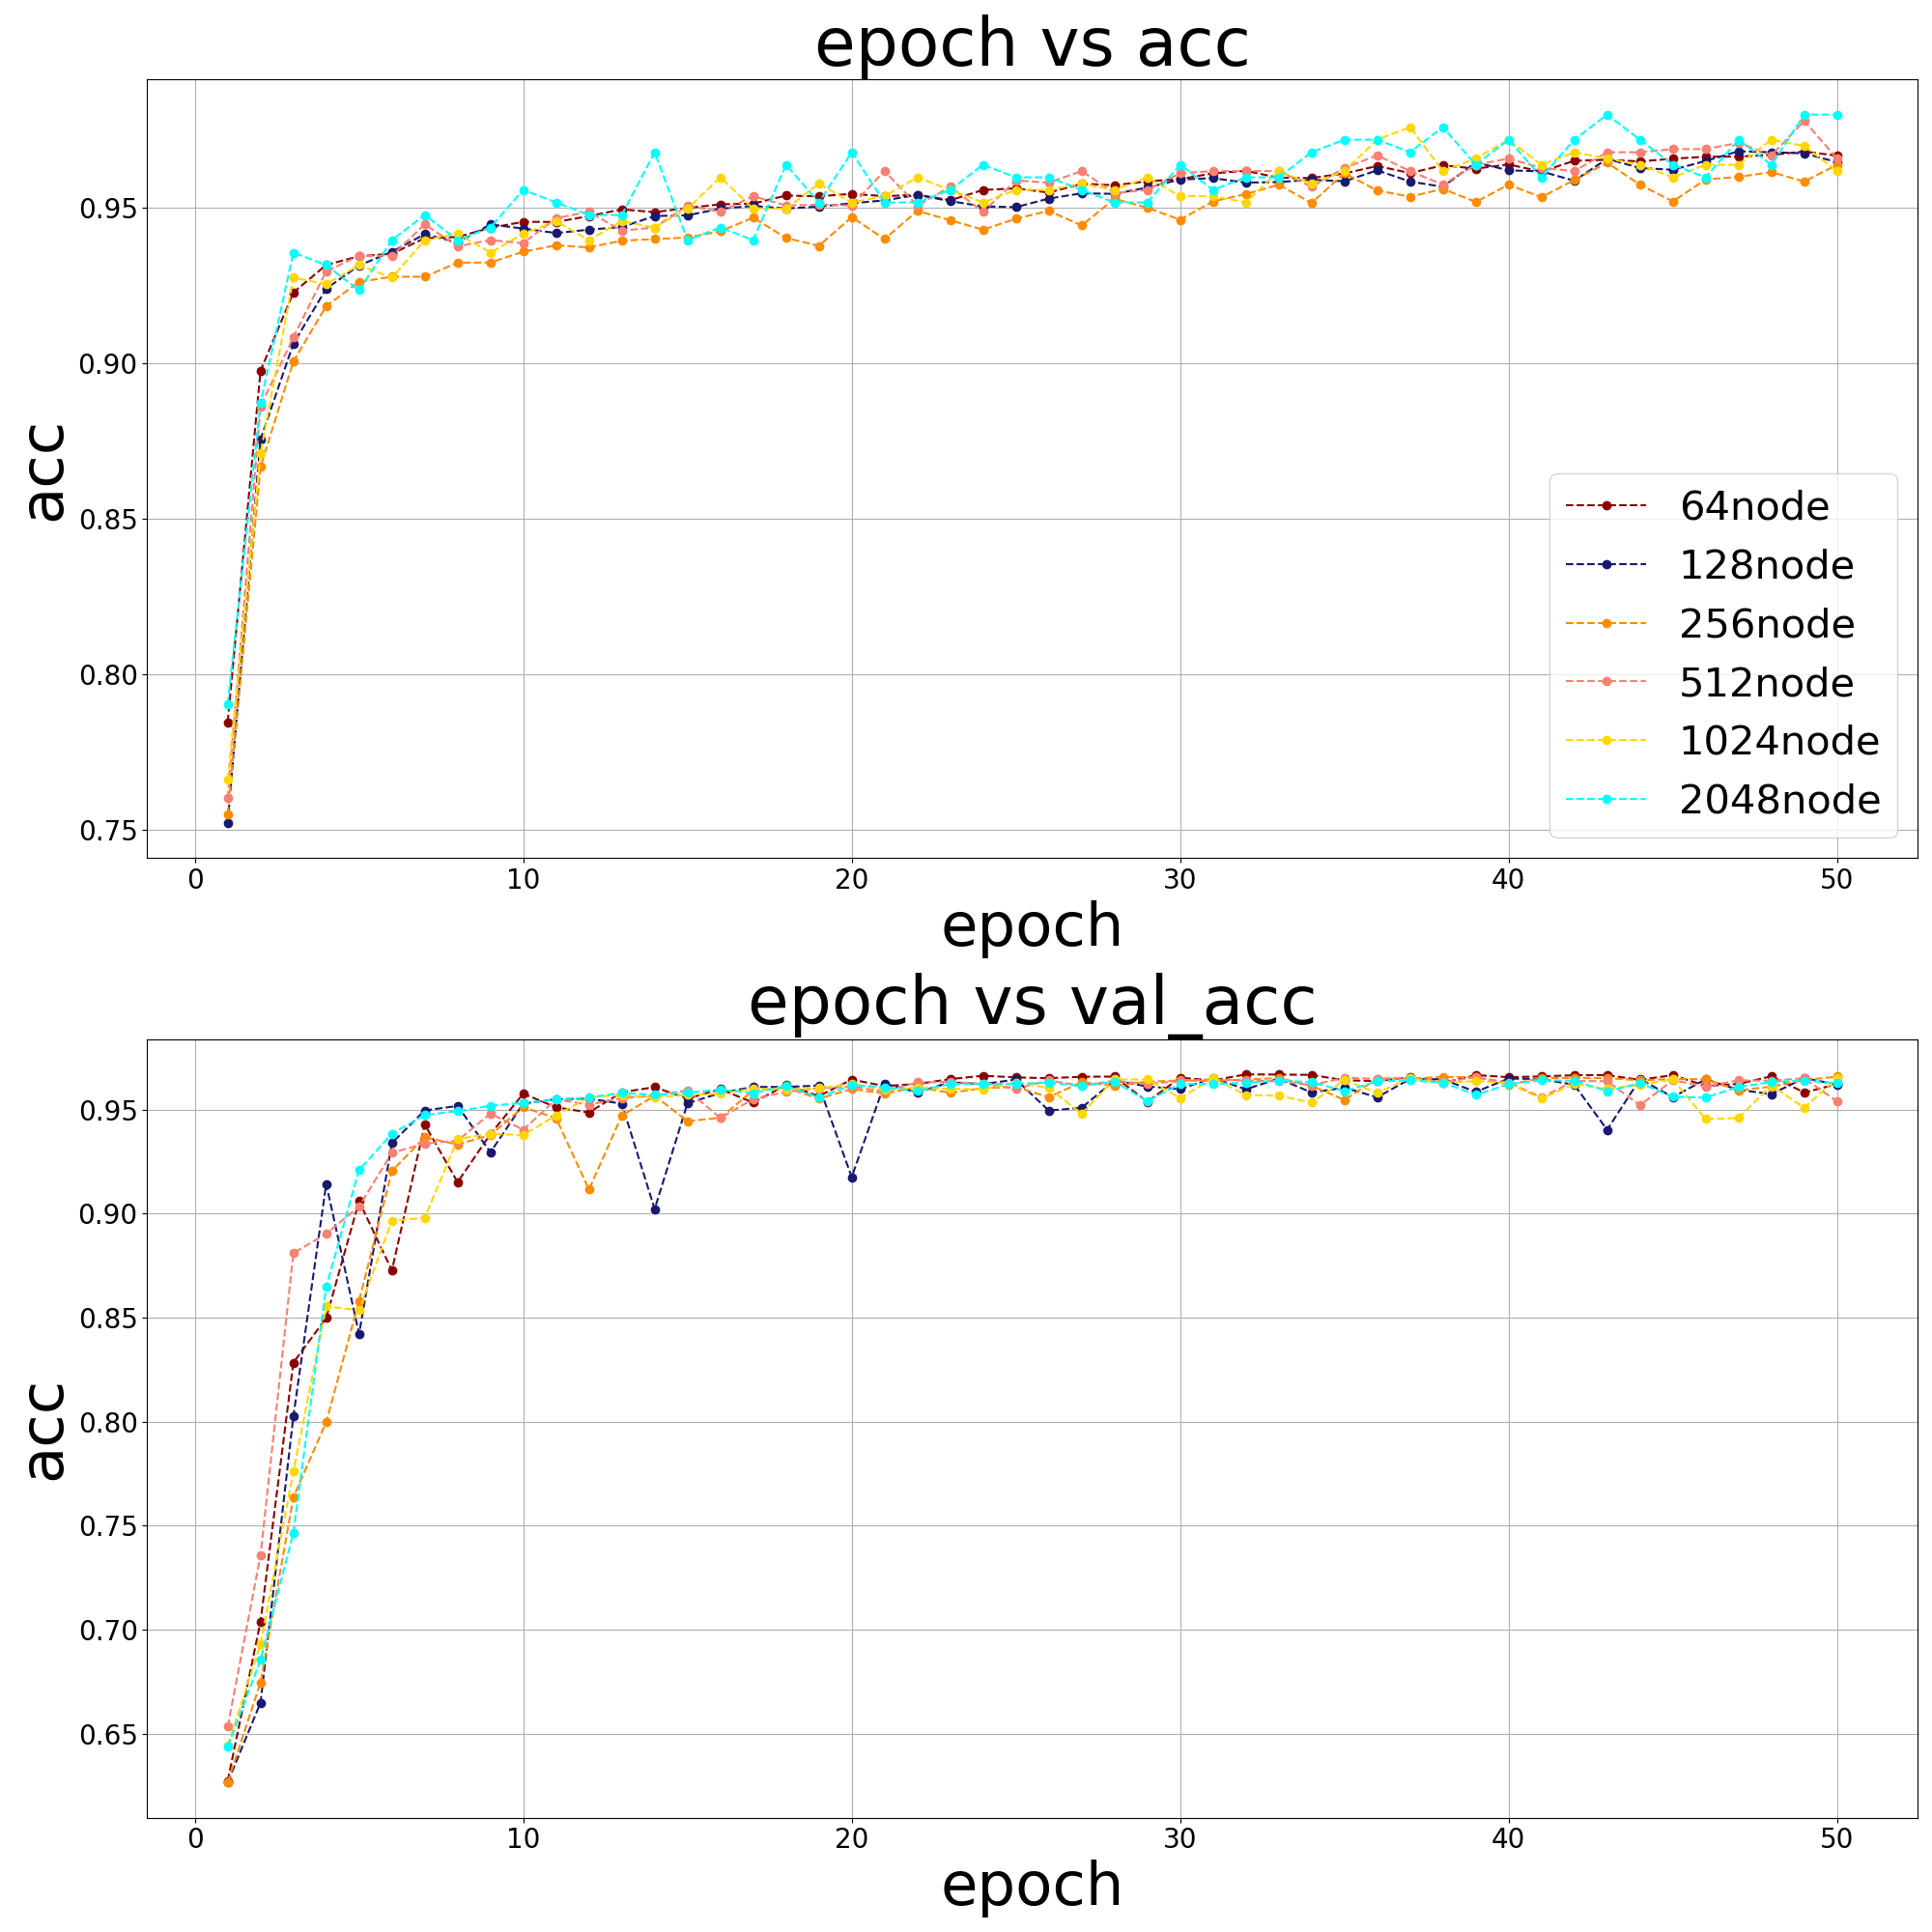 epoch vs acc
acc
0.95
0.90
0.85
0.80
0.75
0 10 20 30 40 50
epoch
64node
128node
256node
512node
1024node
2048node
epoch vs val_acc
acc
0.95
0.90
0.85
0.80
0.75
0.70
0.65
0 10 20 30 40 50
epoch